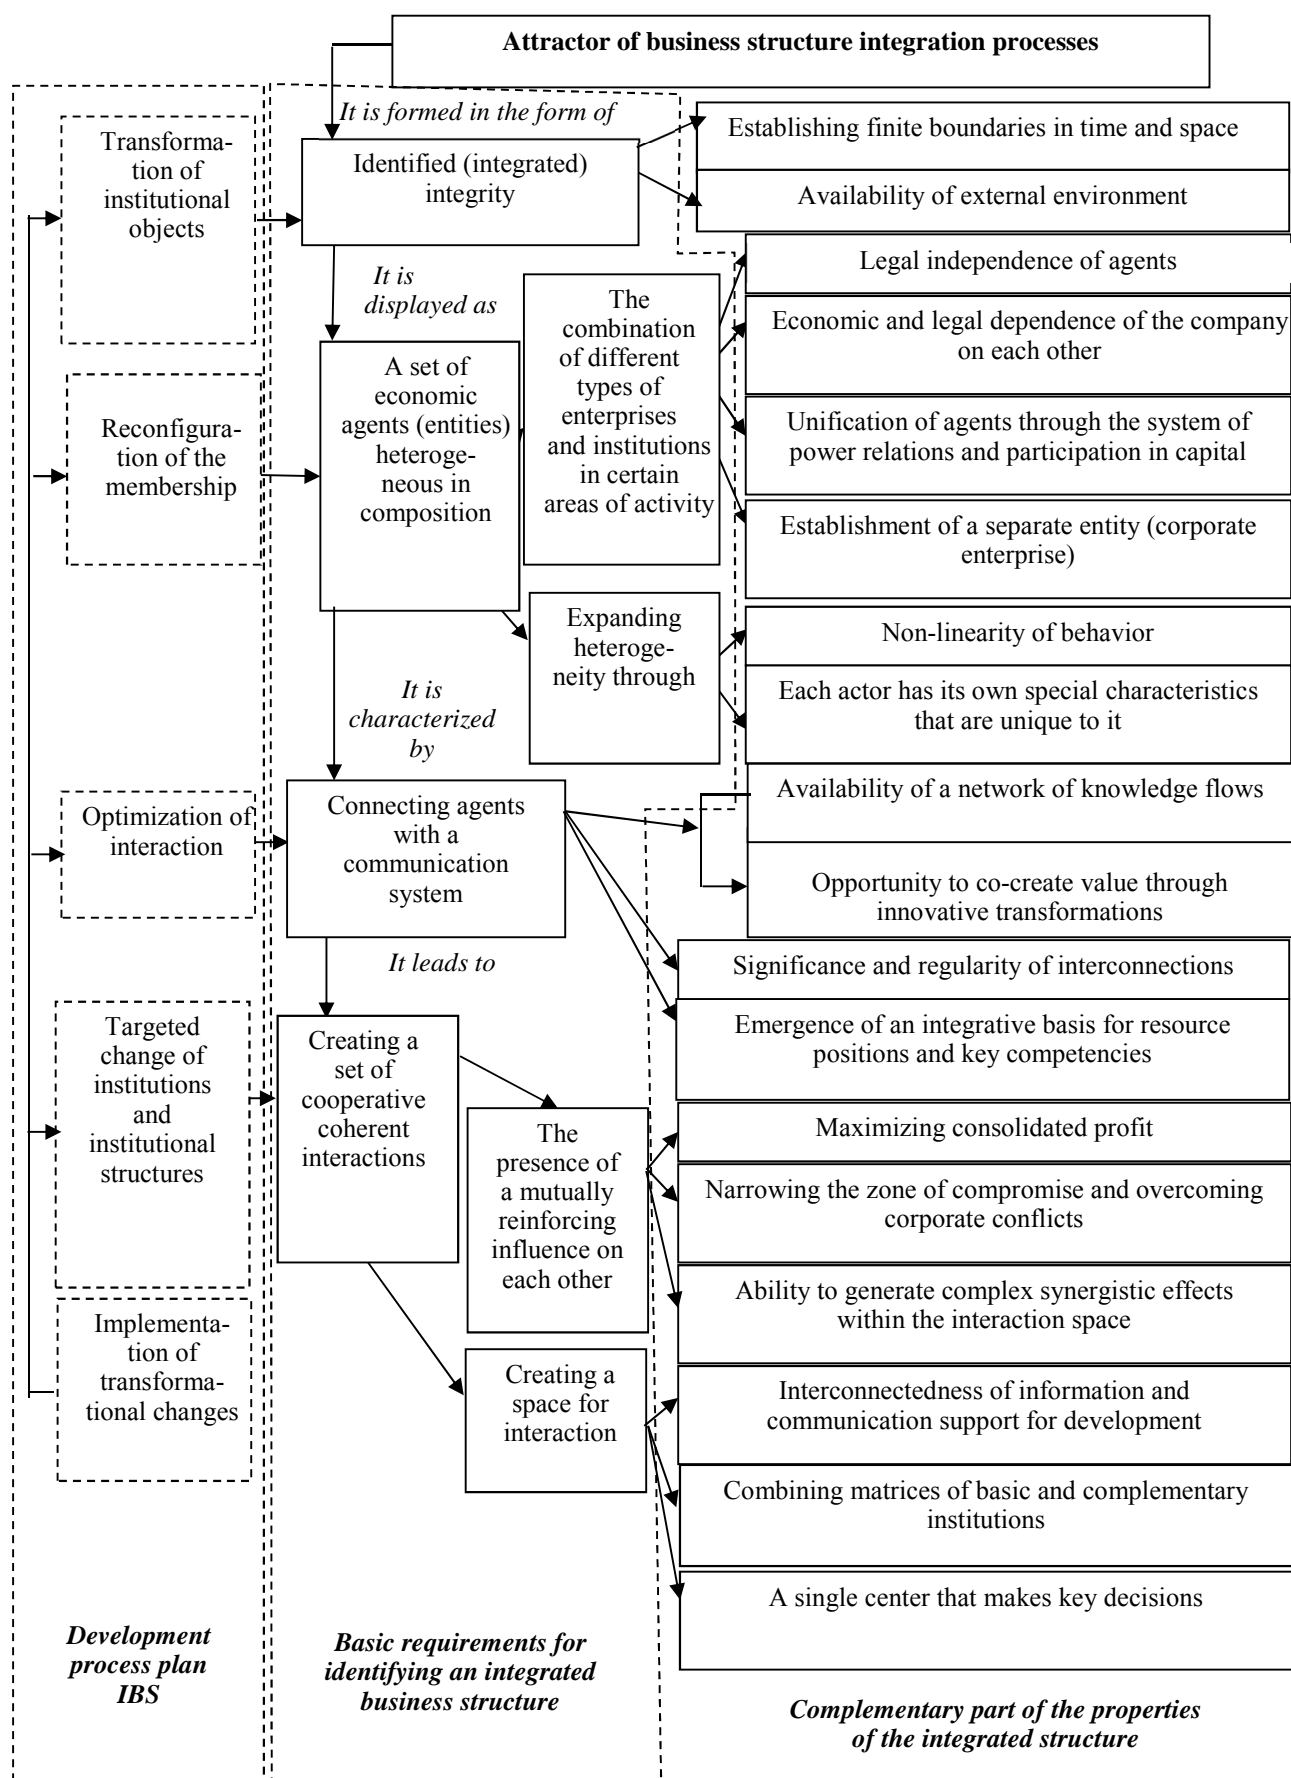 Attractor of business structure integration processes
It is formed in the form of
Transforma-
tion of
institutional
objects
Identified (integrated)
integrity
Establishing finite boundaries in time and space
Availability of external environment
It is
displayed as
Legal independence of agents
The
combination
of different
types of
enterprises
and institutions
in certain
areas of activity
Economic and legal dependence of the company
on each other
Reconfigura-
tion of the
membership
A set of
economic
agents (entities)
heteroge-
neous in
composition
Unification of agents through the system of
power relations and participation in capital
Establishment of a separate entity (corporate
enterprise)
Expanding
heteroge-
neity through
Non-linearity of behavior
Each actor has its own special characteristics
that are unique to it
It is
characterized
by
Optimization of
interaction
Connecting agents
with a
communication
system
Availability of a network of knowledge flows
Opportunity to co-create value through
innovative transformations
It leads to
Significance and regularity of interconnections
Emergence of an integrative basis for resource
positions and key competencies
Targeted
change of
institutions
and
institutional
structures
Creating a
set of
cooperative
coherent
interactions
The
presence of
a mutually
reinforcing
influence on
each other
Maximizing consolidated profit
Narrowing the zone of compromise and overcoming
corporate conflicts
Ability to generate complex synergistic effects
within the interaction space
Implementa-
tion of
transforma-
tional changes
Creating a
space for
interaction
Interconnectedness of information and
communication support for development
Combining matrices of basic and complementary
institutions
A single center that makes key decisions
Development
process plan
IBS
Basic requirements for
identifying an integrated
business structure
Complementary part of the properties
of the integrated structure